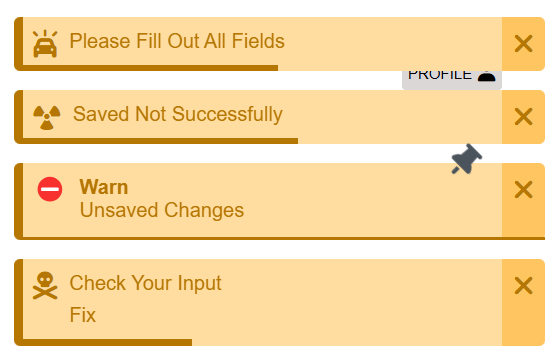 Please Fill Out All Fields
PROFILE
Saved Not Successfully
Warn
Unsaved Changes
Check Your Input
Fix